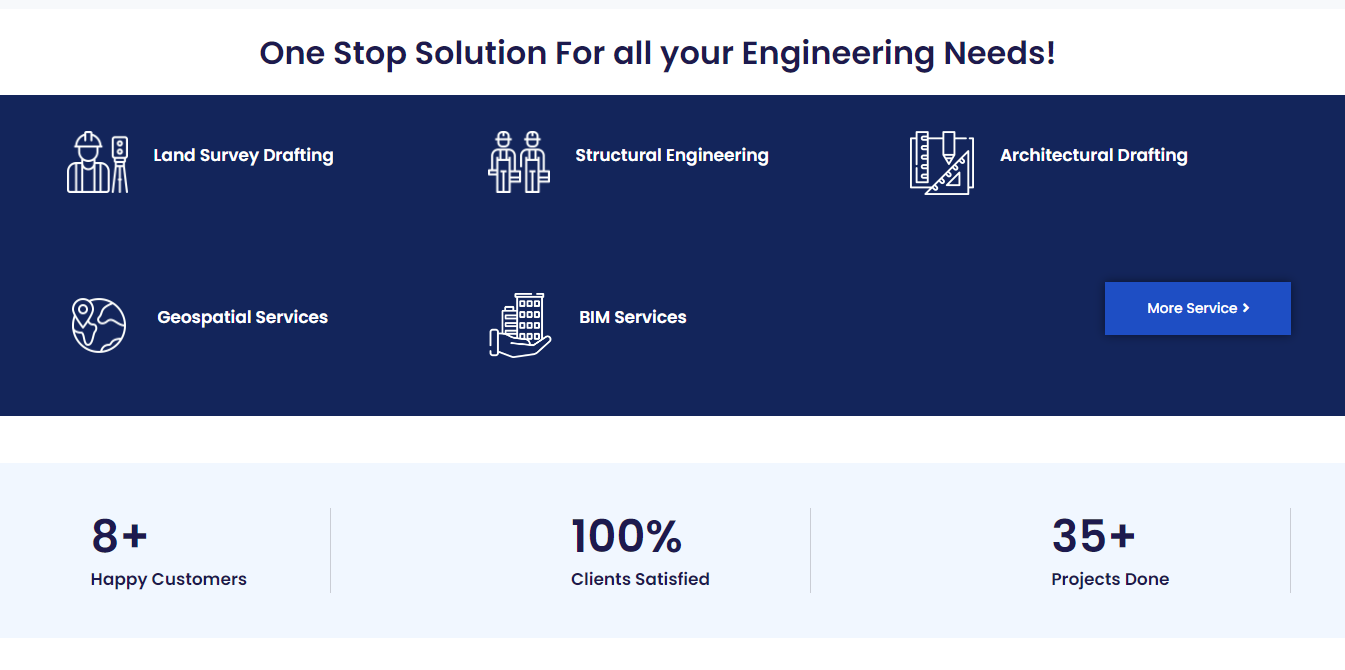 One Stop Solution For all your Engineering Needs!
Land Survey Drafting
Structural Engineering
Architectural Drafting
Geospatial Services
BIM Services
More Service >
8+
Happy Customers
100%
Clients Satisfied
35+
Projects Done